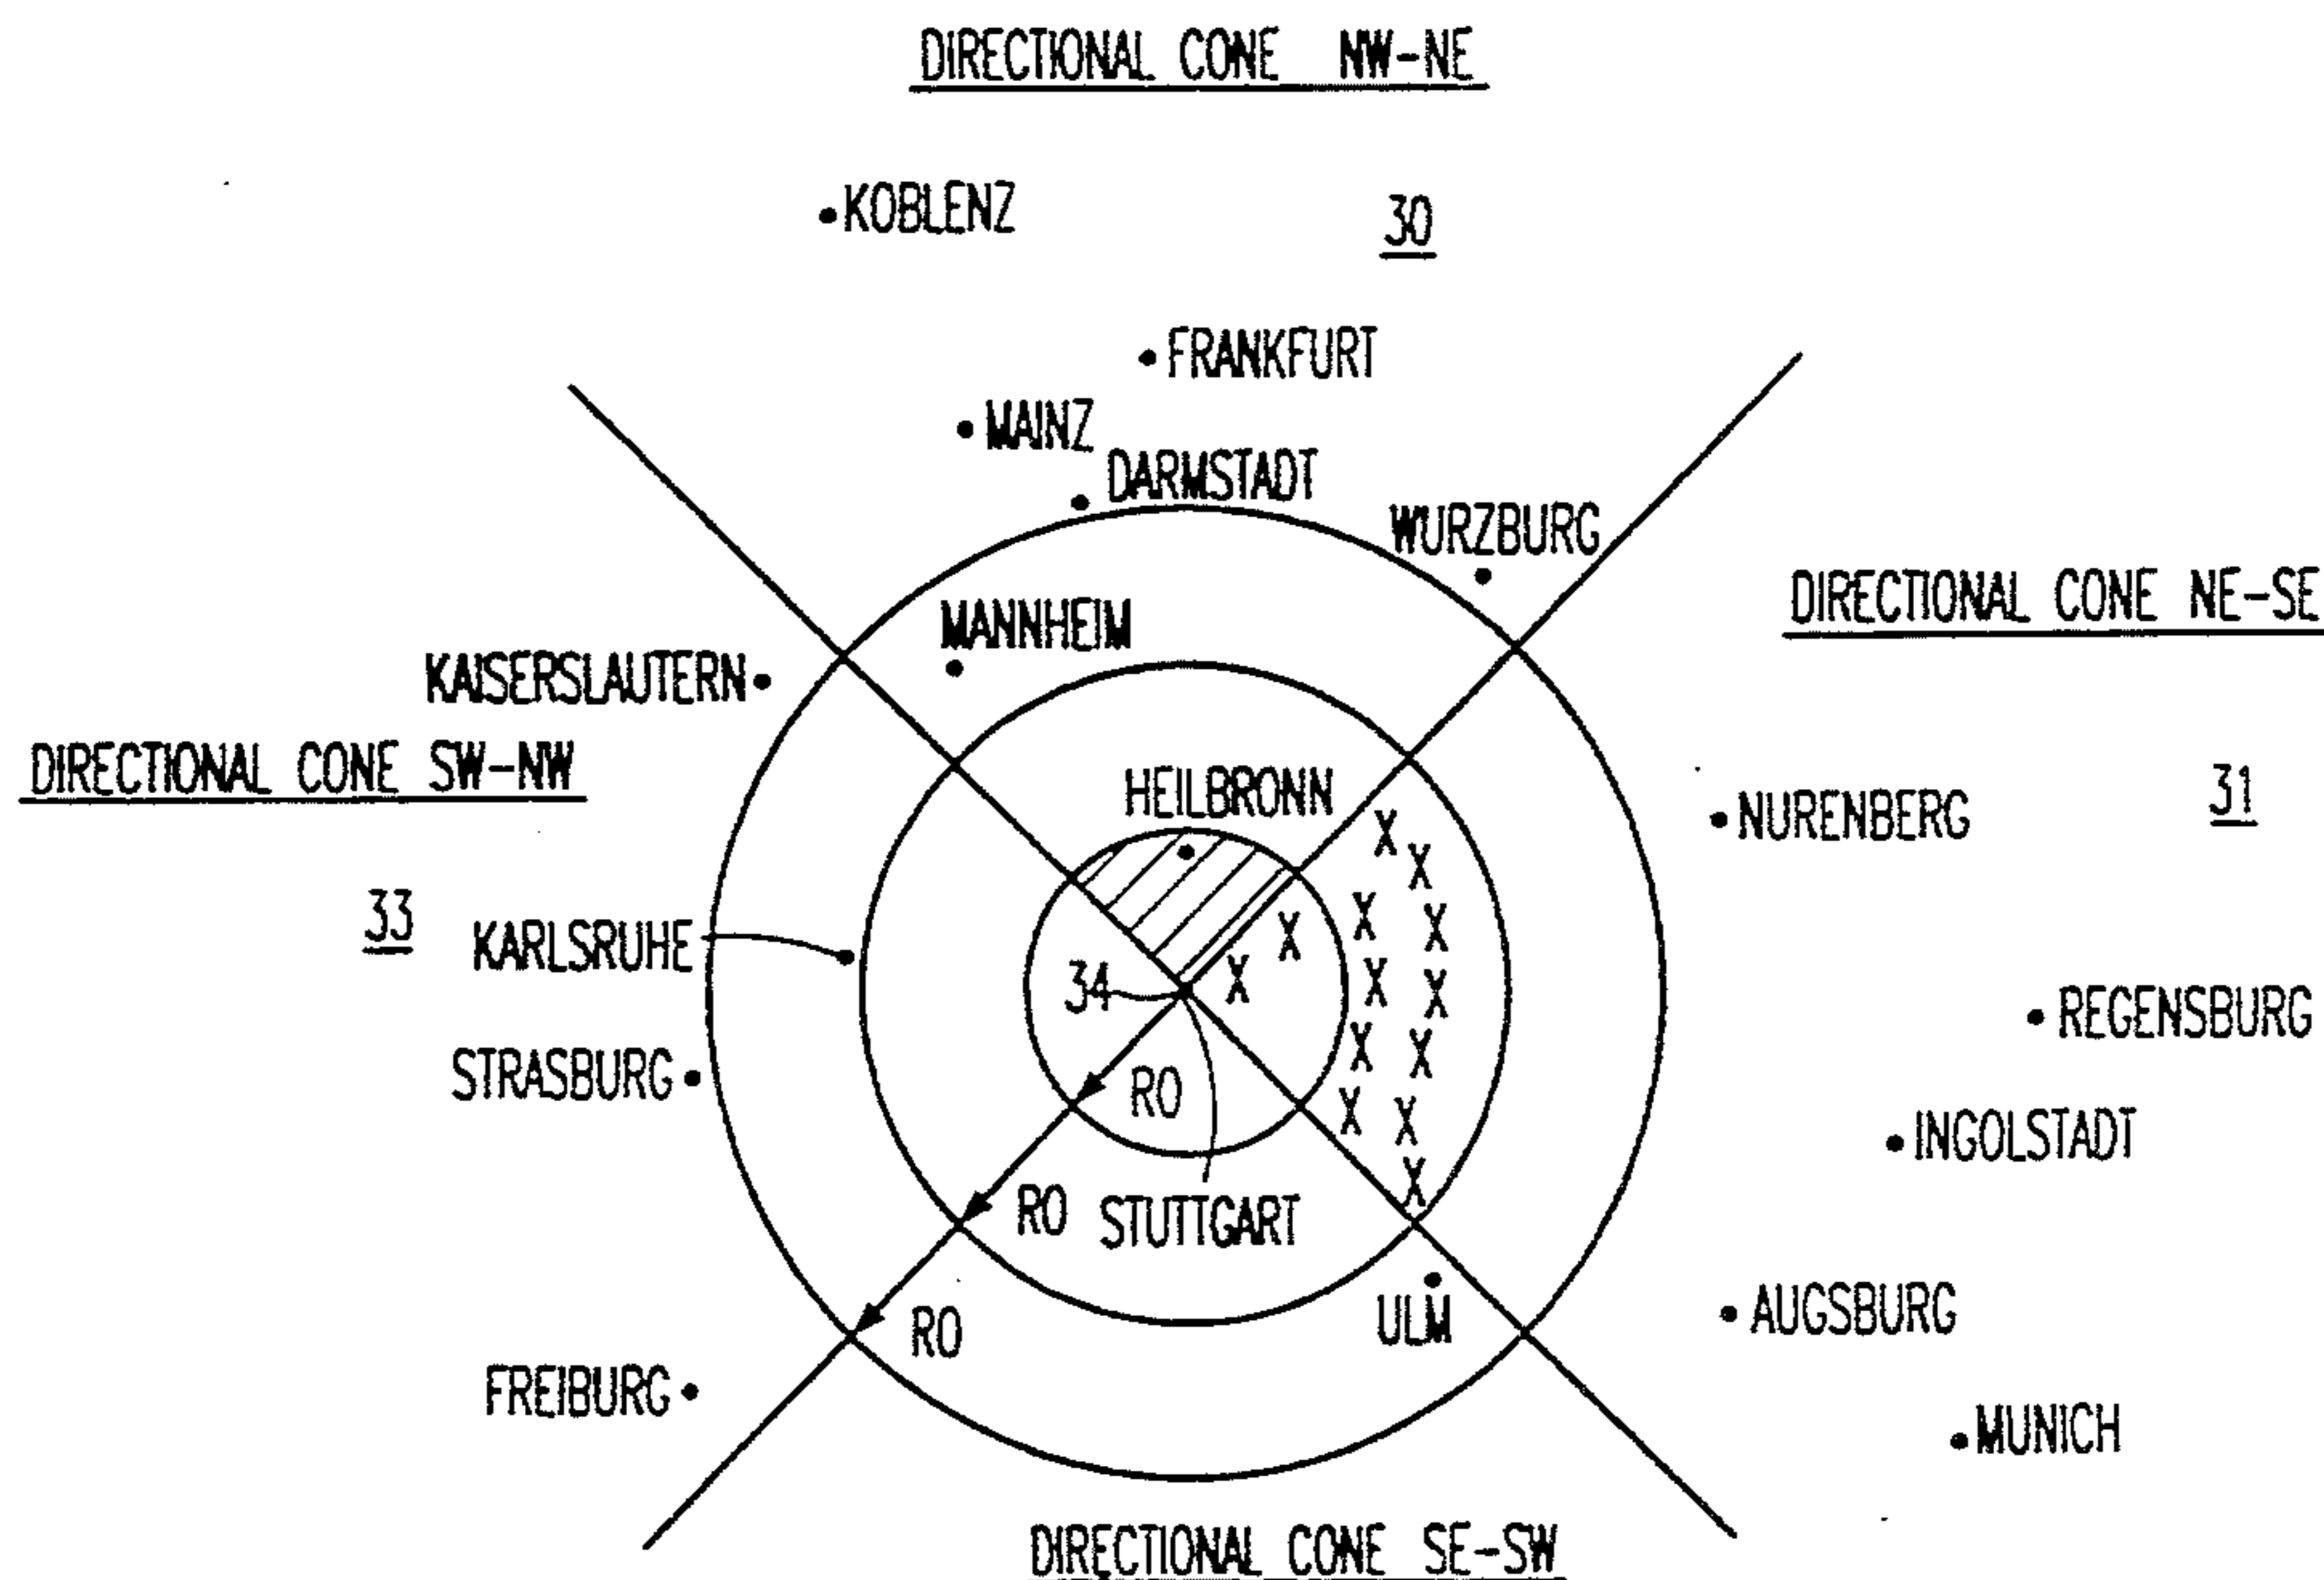 DIRECTIONAL CONE NW-NE
KOBLENZ
30
FRANKFURT
MAINZ
DARMSTADT
WURZBURG
DIRECTIONAL CONE NE-SE
MANNHEIM
KAISERSLAUTERN
DIRECTIONAL CONE SW-NW
HEILBRONN
NURENBERG
31
33
KARLSRUHE
X
X
X
X
X
X
34
X
X
X
REGENSBURG
STRASBURG
X
X
RO
X
X
INGOLSTADT
X
RO
STUTTGART
ULM
AUGSBURG
RO
FREIBURG
MUNICH
DIRECTIONAL CONE SE-SW